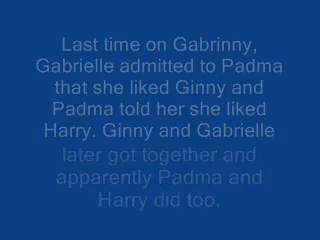 Last time on Gabrinny,
Gabrielle admitted to Padma
that she liked Ginny and
Padma told her she liked
Harry. Ginny and Gabrielle
later got together and
apparently Padma and
Harry did too.